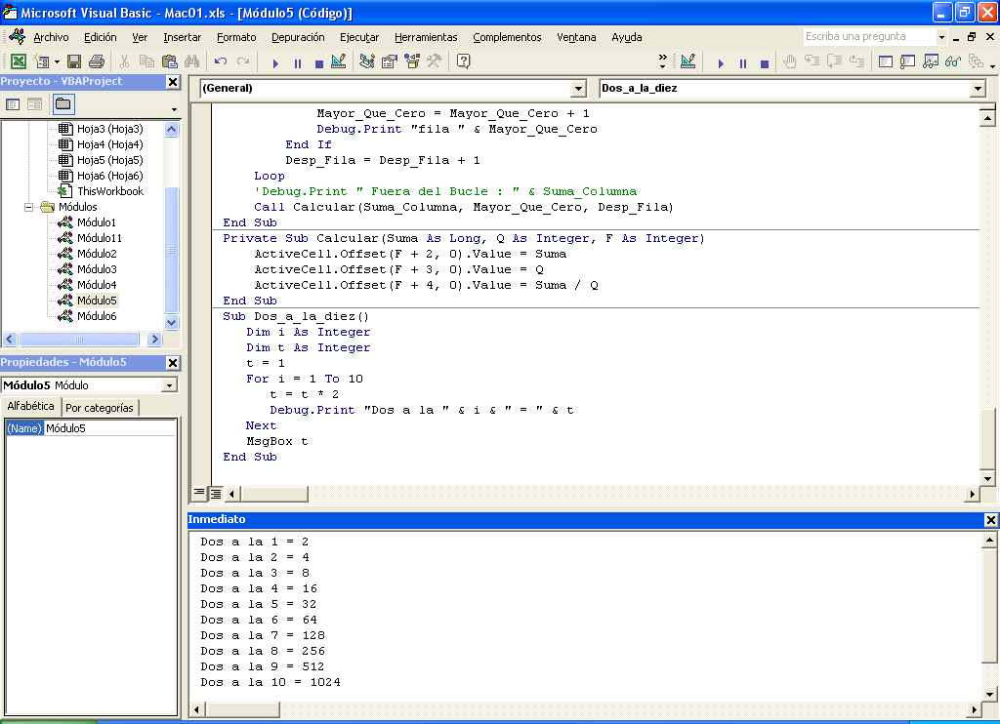 Microsoft Visual Basic - Mac01.xls - [Módulo5 (Código)]
Archivo Edición Ver Insertar Formato Depuración Ejecutar Herramientas Complementos Ventana Ayuda Escriba una pregunta
Proyecto - VBAProject
Hoja3 (Hoja3)
Hoja4 (Hoja4)
Hoja5 (Hoja5)
Hoja6 (Hoja6)
ThisWorkbook
Módulos
Módulo1
Módulo11
Módulo2
Módulo3
Módulo4
Módulo5
Módulo6
Propiedades - Módulo5
Módulo5 Módulo
Alfabética Por categorías
(Name) Módulo5
(General) Dos_a_la_diez
Mayor_Que_Cero = Mayor_Que_Cero + 1
Debug.Print "fila " & Mayor_Que_Cero
End If
Desp_Fila = Desp_Fila + 1
Loop
'Debug.Print " Fuera del Bucle : " & Suma_Columna
Call Calcular(Suma_Columna, Mayor_Que_Cero, Desp_Fila)
End Sub
Private Sub Calcular(Suma As Long, Q As Integer, F As Integer)
ActiveCell.Offset(F + 2, 0).Value = Suma
ActiveCell.Offset(F + 3, 0).Value = Q
ActiveCell.Offset(F + 4, 0).Value = Suma / Q
End Sub
Sub Dos_a_la_diez()
Dim i As Integer
Dim t As Integer
t = 1
For i = 1 To 10
t = t * 2
Debug.Print "Dos a la " & i & " = " & t
Next
MsgBox t
End Sub
Inmediato
Dos a la 1 = 2
Dos a la 2 = 4
Dos a la 3 = 8
Dos a la 4 = 16
Dos a la 5 = 32
Dos a la 6 = 64
Dos a la 7 = 128
Dos a la 8 = 256
Dos a la 9 = 512
Dos a la 10 = 1024